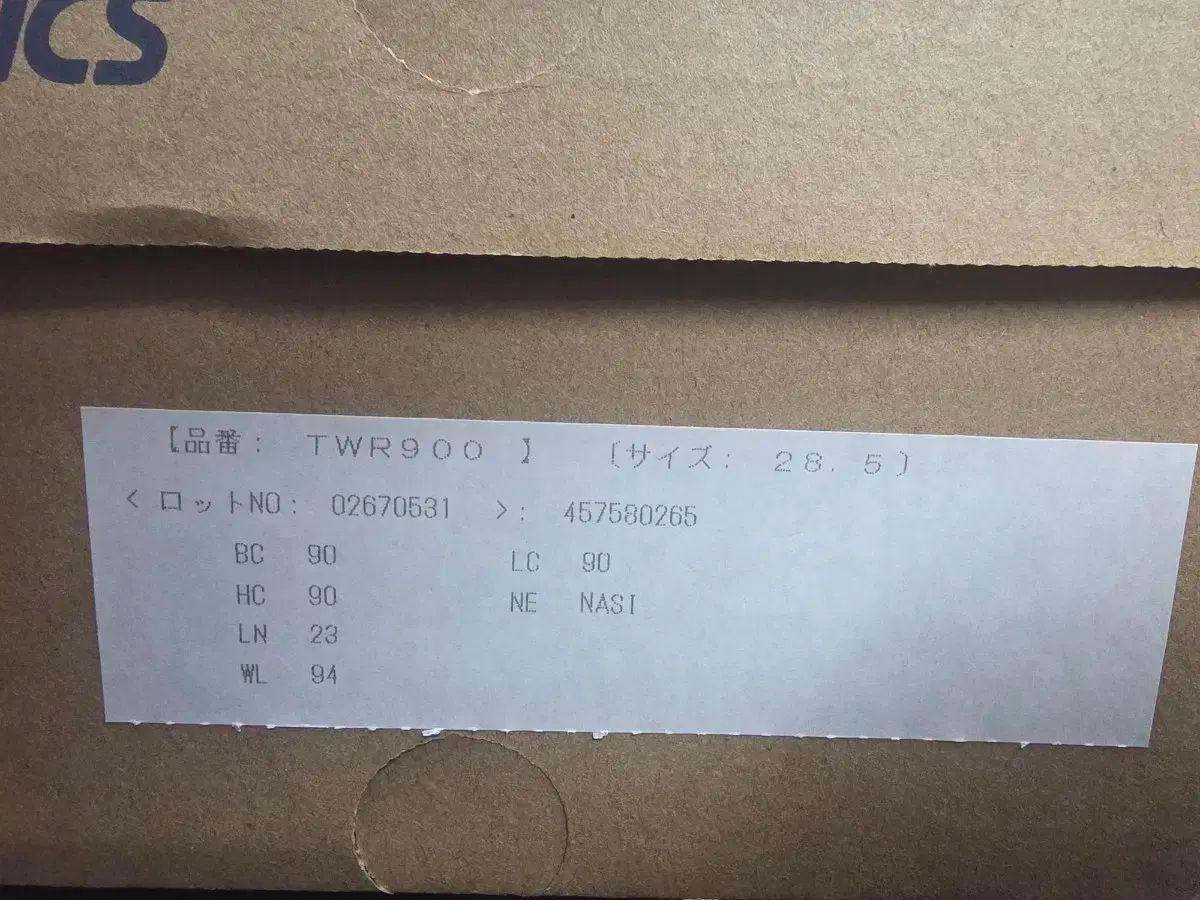 ICS
【品番: TWR900 】 〔サイズ: 28.5〕
< ロットNO: 02670531 >: 457580265
BC 90 LC 90
HC 90 NE NASI
LN 23
WL 94